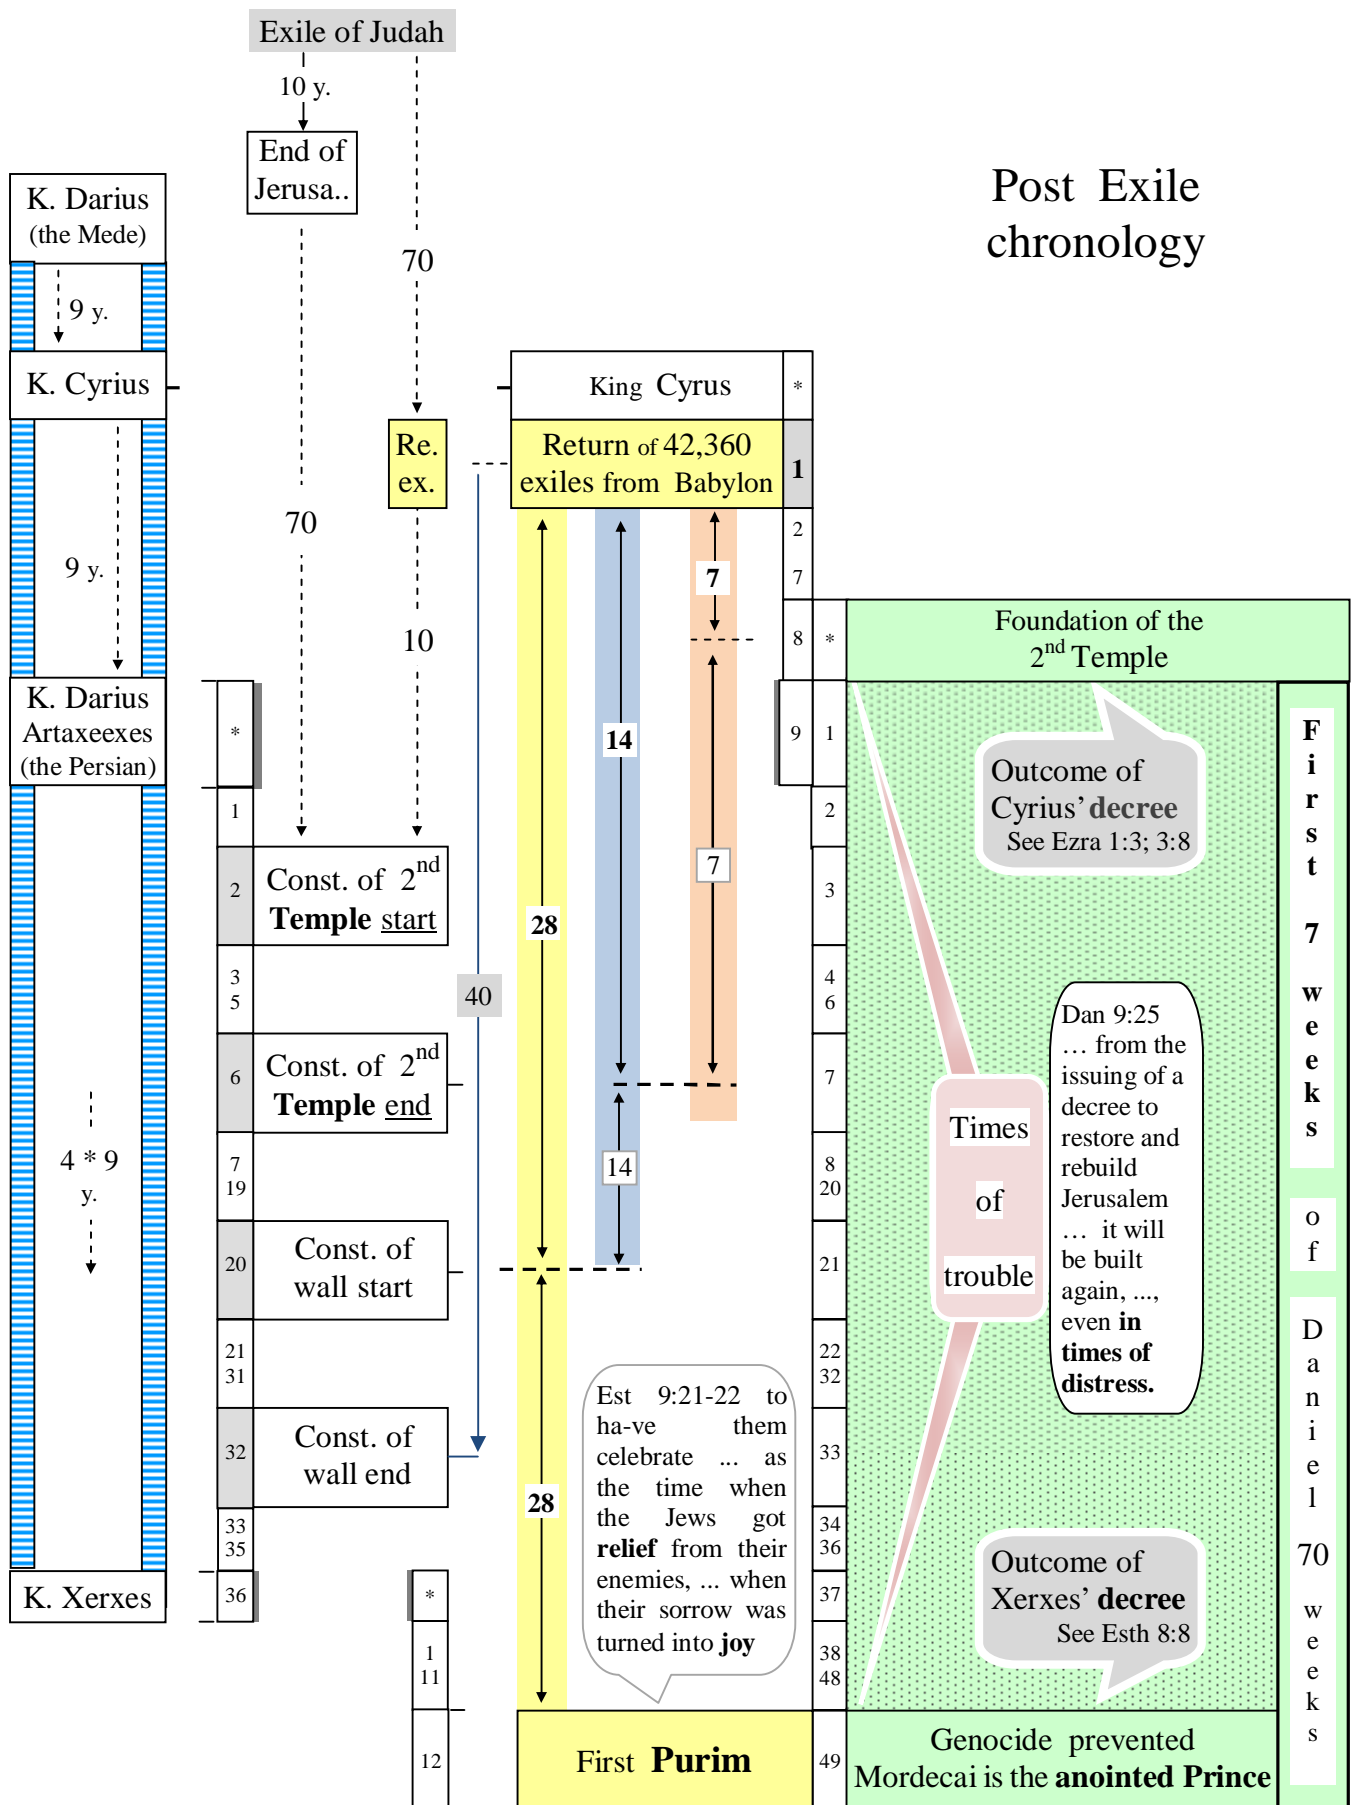 Exile of Judah
10 y.
End of
Jerusa..
Post Exile
chronology
K. Darius
(the Mede)
70
9 y.
K. Cyrius
King Cyrus
*
Re.
ex.
Return of 42,360
exiles from Babylon
1
70
2
7
7
9 y.
10
8
*
Foundation of the
2nd Temple
K. Darius
Artaxeexes
(the Persian)
*
14
9
1
Outcome of
Cyrius' decree
See Ezra 1:3; 3:8
1
2
2
Const. of 2nd
Temple start
28
7
3
3
5
40
4
6
6
Const. of 2nd
Temple end
7
4 * 9
y.
7
19
14
8
20
20
Const. of
wall start
21
21
31
22
32
32
Const. of
wall end
33
28
33
35
34
36
K. Xerxes
36
*
37
1
11
38
48
12
First Purim
49
Est 9:21-22 to
ha-ve them
celebrate ... as
the time when
the Jews got
relief from their
enemies, ... when
their sorrow was
turned into joy
Times
of
trouble
Dan 9:25
… from the
issuing of a
decree to
restore and
rebuild
Jerusalem
… it will
be built
again, ...,
even in
times of
distress.
Outcome of
Xerxes' decree
See Esth 8:8
Genocide prevented
Mordecai is the anointed Prince
First 7 weeks of Daniel 70 weeks